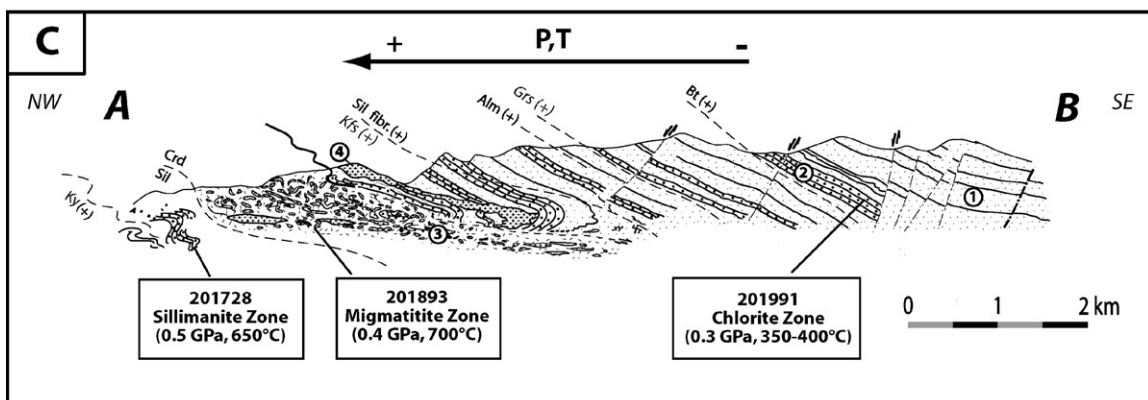 C
+ P,T -
NW A B SE
Sil fibr. (+)
Kfs (+)
Grs (+)
Alm (+)
Bt (+)
Crd
Sil
Ky (+)
④
②
①
③
201728
Sillimanite Zone
(0.5 GPa, 650°C)
201893
Migmatitite Zone
(0.4 GPa, 700°C)
201991
Chlorite Zone
(0.3 GPa, 350-400°C)
0 1 2 km